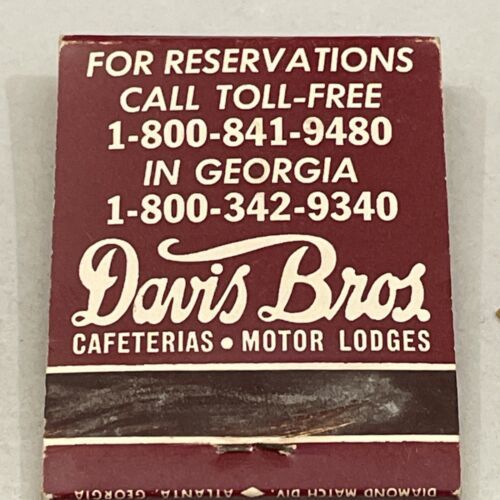 FOR RESERVATIONS
CALL TOLL-FREE
1-800-841-9480
IN GEORGIA
1-800-342-9340
Davis Bros
CAFETERIAS • MOTOR LODGES
DIAMOND MATCH DIV. ATLANTA, GEORGIA